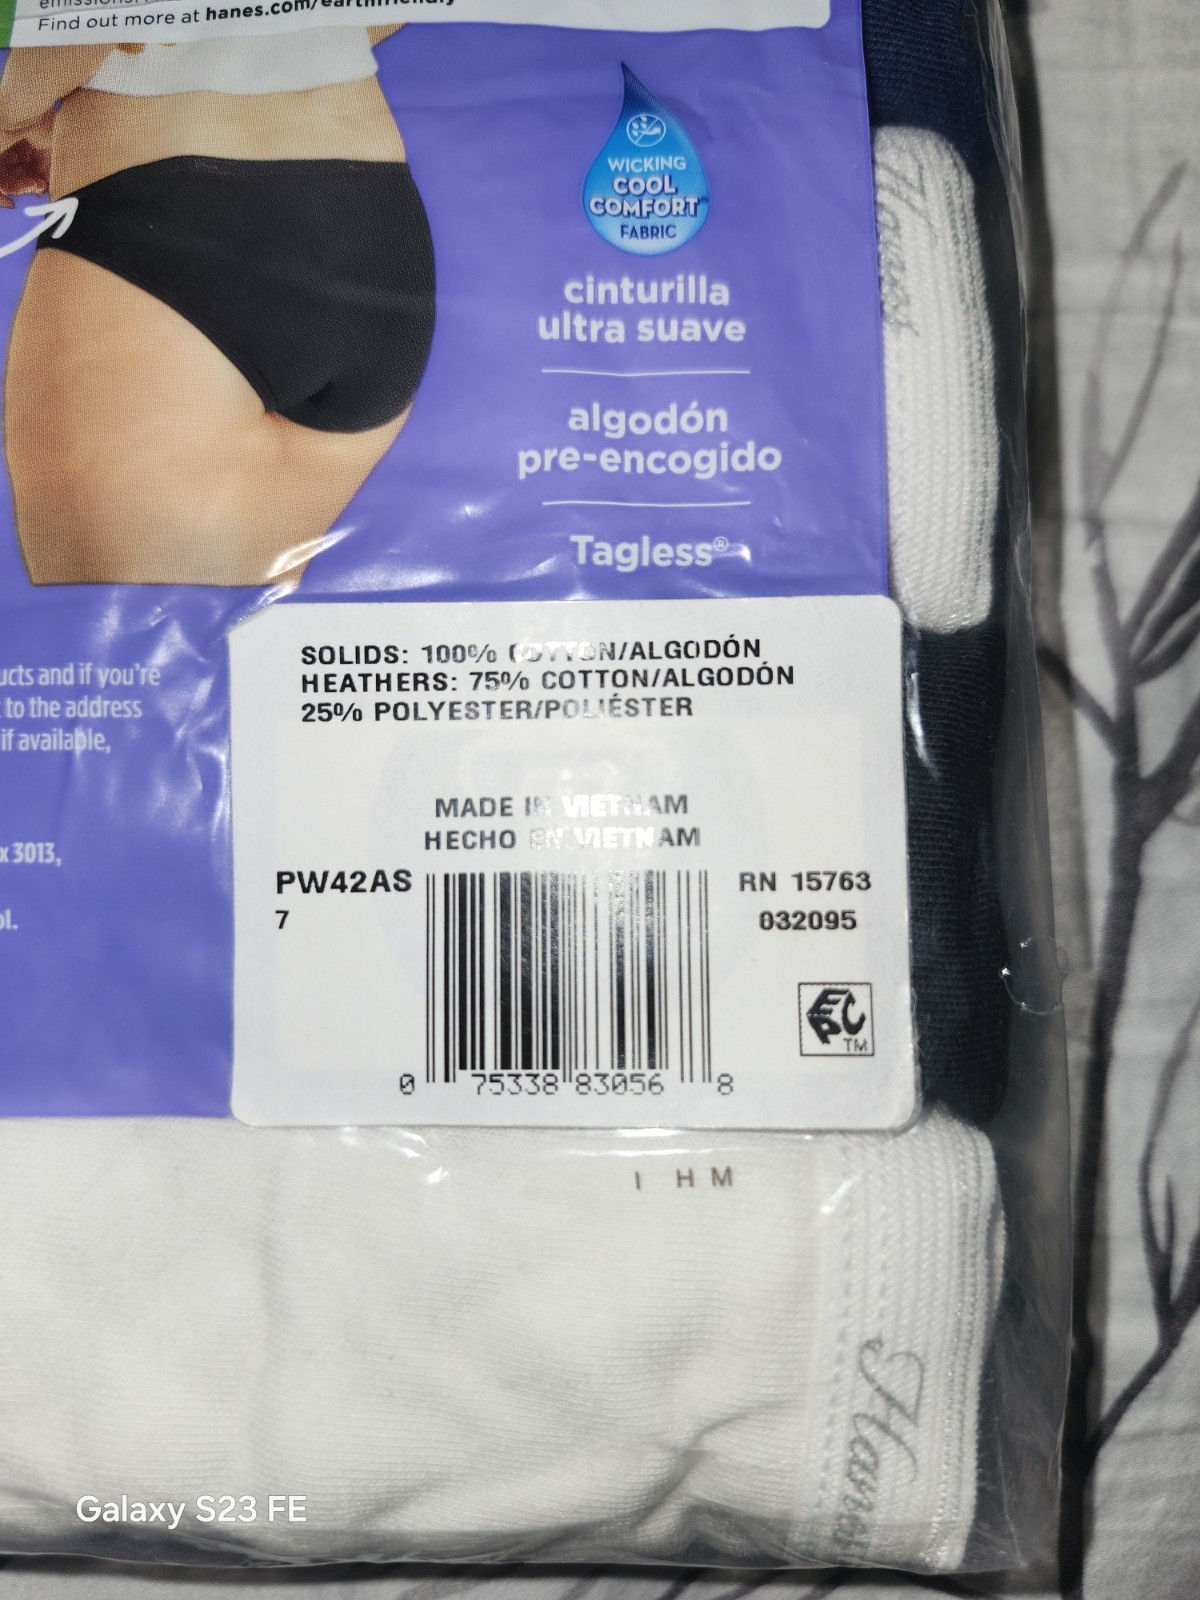 Find out more at hanes.com/earthfriendly
WICKING
COOL
COMFORT®
FABRIC
cinturilla
ultra suave
algodón
pre-encogido
Tagless®
ucts and if you're
to the address
if available,
x 3013,
ol.
SOLIDS: 100% COTTON/ALGODÓN
HEATHERS: 75% COTTON/ALGODÓN
25% POLYESTER/POLIÉSTER
MADE IN VIETNAM
HECHO EN VIETNAM
PW42AS
7
RN 15763
032095
EPC
TM
0 75338 83056 8
I H M
Hanes
Hanes
Galaxy S23 FE